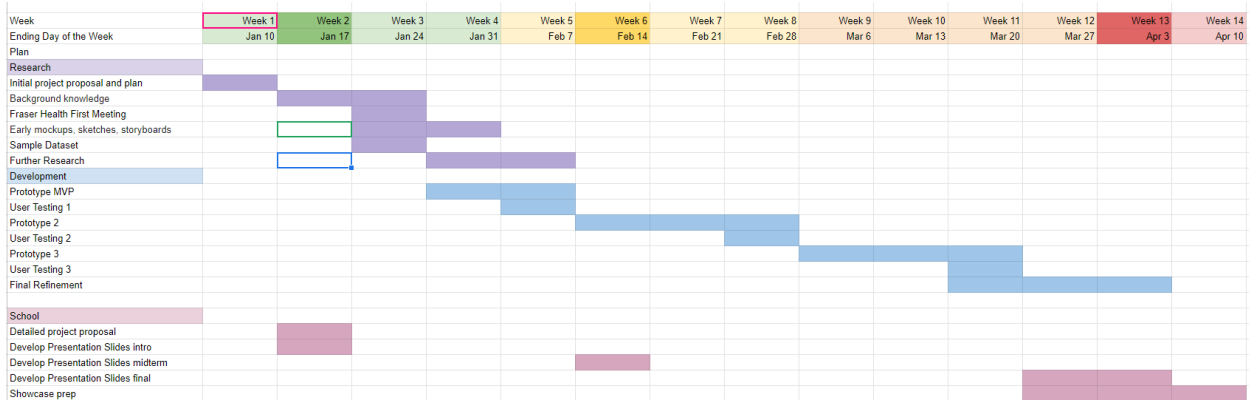 Week Week 1 Week 2 Week 3 Week 4 Week 5 Week 6 Week 7 Week 8 Week 9 Week 10 Week 11 Week 12 Week 13 Week 14
Ending Day of the Week Jan 10 Jan 17 Jan 24 Jan 31 Feb 7 Feb 14 Feb 21 Feb 28 Mar 6 Mar 13 Mar 20 Mar 27 Apr 3 Apr 10
Plan
Research
Initial project proposal and plan
Background knowledge
Fraser Health First Meeting
Early mockups, sketches, storyboards
Sample Dataset
Further Research
Development
Prototype MVP
User Testing 1
Prototype 2
User Testing 2
Prototype 3
User Testing 3
Final Refinement
School
Detailed project proposal
Develop Presentation Slides intro
Develop Presentation Slides midterm
Develop Presentation Slides final
Showcase prep